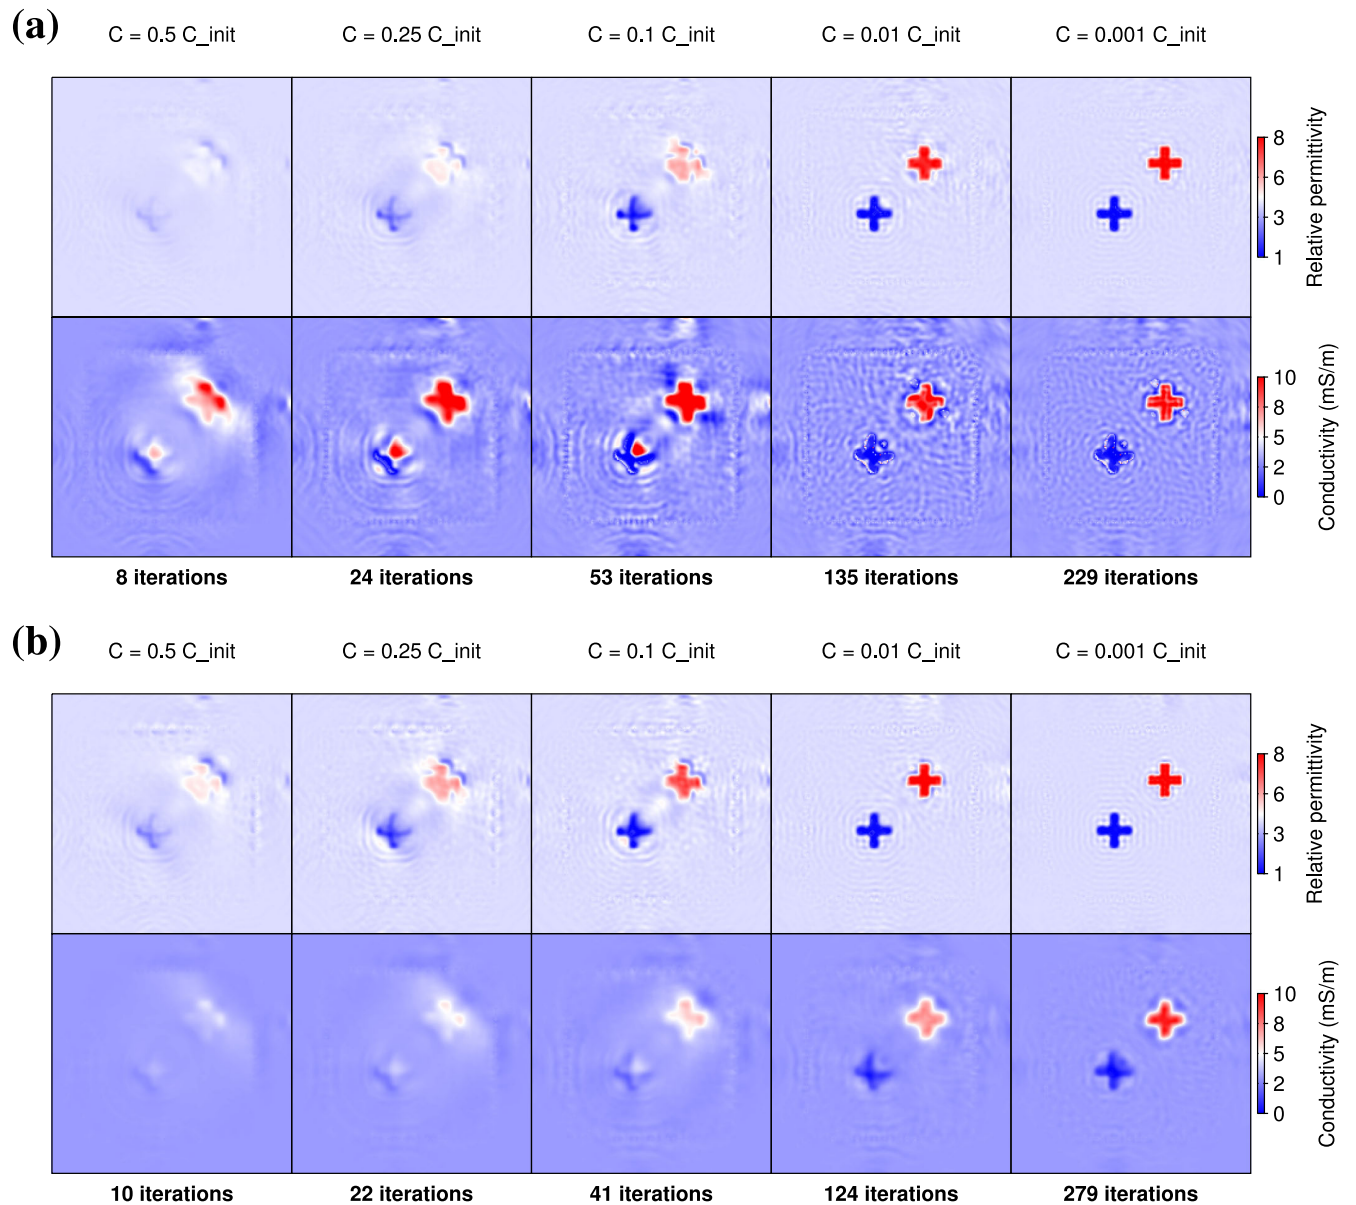 (a)
C = 0.5 C_init C = 0.25 C_init C = 0.1 C_init C = 0.01 C_init C = 0.001 C_init
8
6
3
1
Relative permittivity
10
8
5
2
0
Conductivity (mS/m)
8 iterations 24 iterations 53 iterations 135 iterations 229 iterations
(b)
C = 0.5 C_init C = 0.25 C_init C = 0.1 C_init C = 0.01 C_init C = 0.001 C_init
8
6
3
1
Relative permittivity
10
8
5
2
0
Conductivity (mS/m)
10 iterations 22 iterations 41 iterations 124 iterations 279 iterations